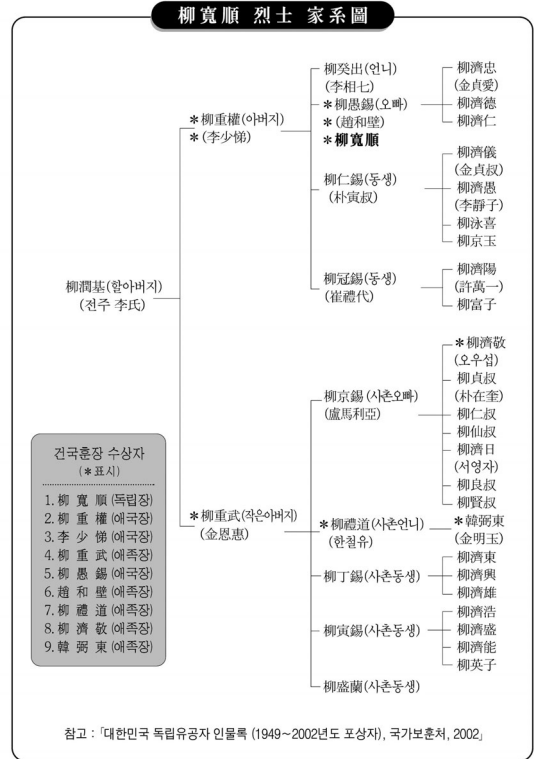 柳寬順 烈士 家系圖
柳潤基(할아버지)
(전주 李氏)
*柳重權(아버지)
*(李少悌)
柳癸出(언니)
(李相七)
*柳愚錫(오빠)
*(趙和壁)
*柳寬順
柳濟忠
(金貞愛)
柳濟德
柳濟仁
柳仁錫(동생)
(朴寅叔)
柳濟儀
(金貞叔)
柳濟愚
(李靜子)
柳泳喜
柳京玉
柳冠錫(동생)
(崔禮代)
柳濟陽
(許萬一)
柳富子
*柳重武(작은아버지)
(金恩惠)
柳京錫(사촌오빠)
(盧馬利亞)
*柳濟敬
(오우섭)
柳貞叔
(朴在奎)
柳仁叔
柳仙叔
柳濟日
(서영자)
柳良叔
柳賢叔
*柳禮道(사촌언니)
(한철유)
*韓弼東
(金明玉)
柳丁錫(사촌동생)
柳濟東
柳濟興
柳濟雄
柳寅錫(사촌동생)
柳濟浩
柳濟盛
柳濟能
柳英子
柳盛蘭(사촌동생)
건국훈장 수상자
(*표시)
1. 柳 寬 順 (독립장)
2. 柳 重 權 (애국장)
3. 李 少 悌 (애국장)
4. 柳 重 武 (애족장)
5. 柳 愚 錫 (애국장)
6. 趙 和 壁 (애족장)
7. 柳 禮 道 (애족장)
8. 柳 濟 敬 (애족장)
9. 韓 弼 東 (애족장)
참고 : 「대한민국 독립유공자 인물록 (1949~2002년도 포상자), 국가보훈처, 2002」